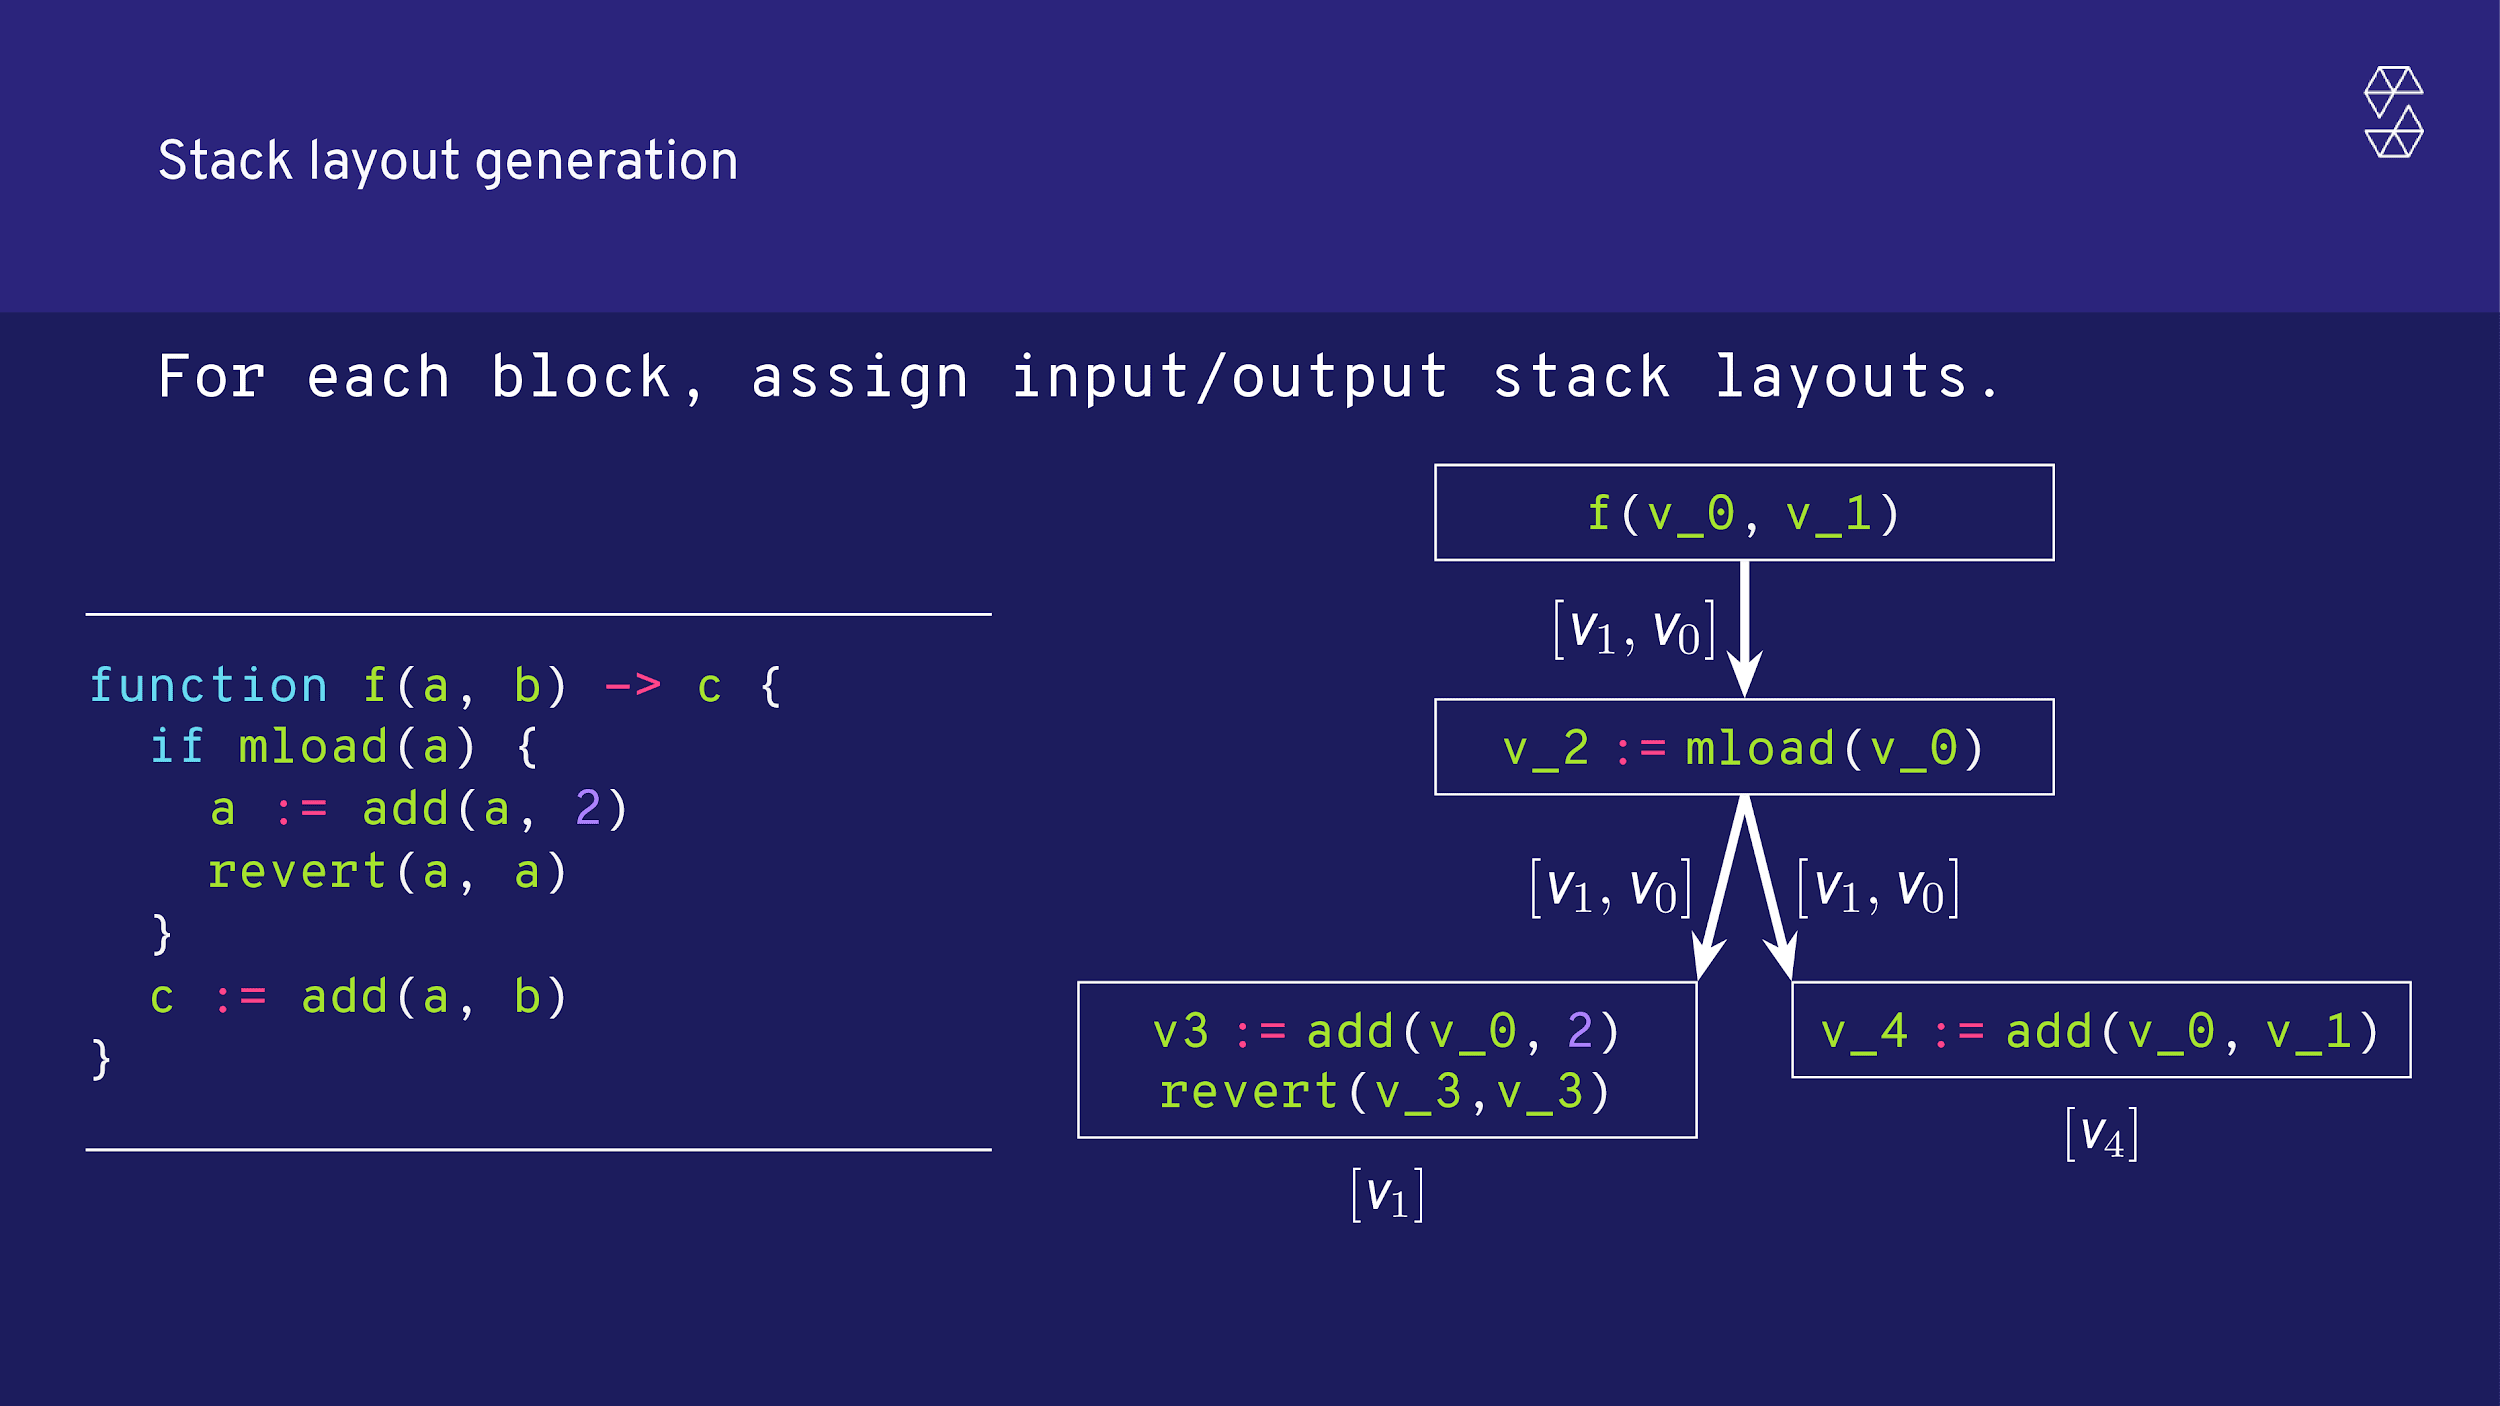 Stack layout generation
For each block, assign input/output stack layouts.
function f(a, b) -> c {
if mload(a) {
a := add(a, 2)
revert(a, a)
}
c := add(a, b)
}
f(v_0, v_1)
[v₁, v₀]
v_2 := mload(v_0)
[v₁, v₀]
[v₁, v₀]
v3 := add(v_0, 2)
revert(v_3,v_3)
[v₁]
v_4 := add(v_0, v_1)
[v₄]